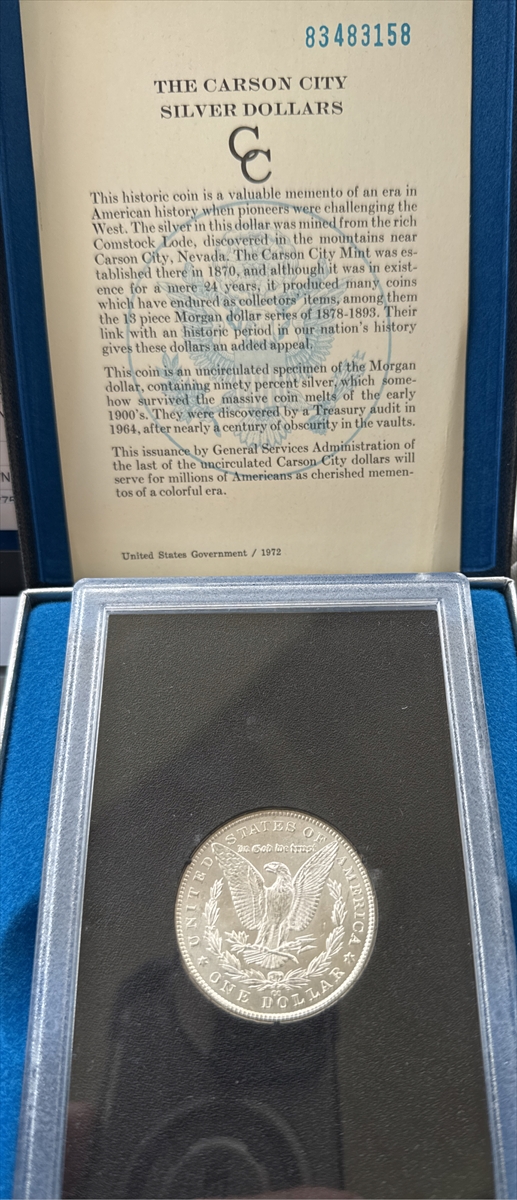 83483158
THE CARSON CITY
SILVER DOLLARS
CC
This historic coin is a valuable memento of an era in
American history when pioneers were challenging the
West. The silver in this dollar was mined from the rich
Comstock Lode, discovered in the mountains near
Carson City, Nevada. The Carson City Mint was es-
tablished there in 1870, and although it was in exist-
ence for a mere 24 years, it produced many coins
which have endured as collectors' items, among them
the 13 piece Morgan dollar series of 1878-1893. Their
link with an historic period in our nation's history
gives these dollars an added appeal.
This coin is an uncirculated specimen of the Morgan
dollar, containing ninety percent silver, which some-
how survived the massive coin melts of the early
1900's. They were discovered by a Treasury audit in
1964, after nearly a century of obscurity in the vaults.
This issuance by General Services Administration of
the last of the uncirculated Carson City dollars will
serve for millions of Americans as cherished memen-
tos of a colorful era.
United States Government / 1972
UNITED STATES OF AMERICA
In God we trust
CC
ONE DOLLAR